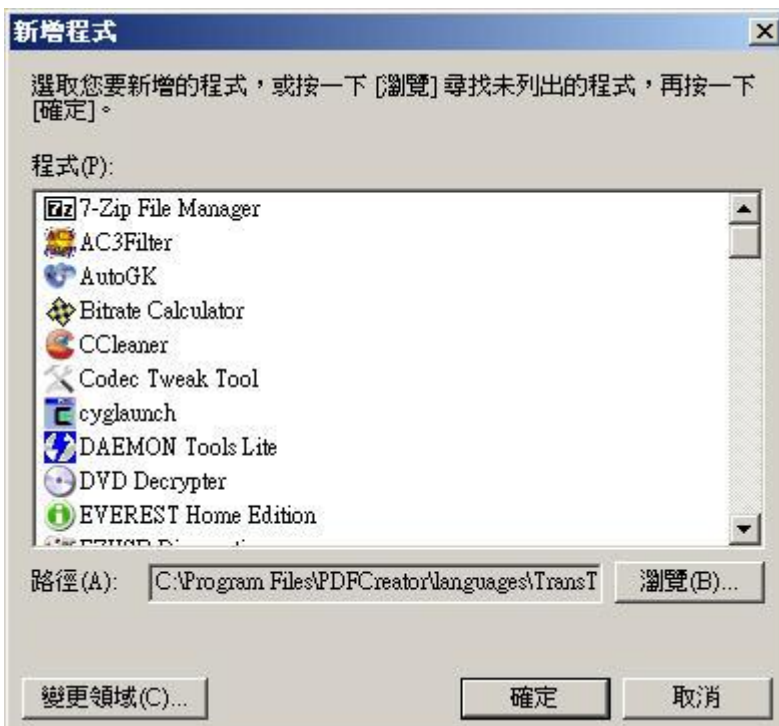 新增程式
選取您要新增的程式，或按一下 [瀏覽] 尋找未列出的程式，再按一下
[確定]。
程式(P):
7-Zip File Manager
AC3Filter
AutoGK
Bitrate Calculator
CCleaner
Codec Tweak Tool
cyglaunch
DAEMON Tools Lite
DVD Decrypter
EVEREST Home Edition
路徑(A): C:\Program Files\PDFCreator\languages\TransT 瀏覽(B)...
變更領域(C)... 確定 取消